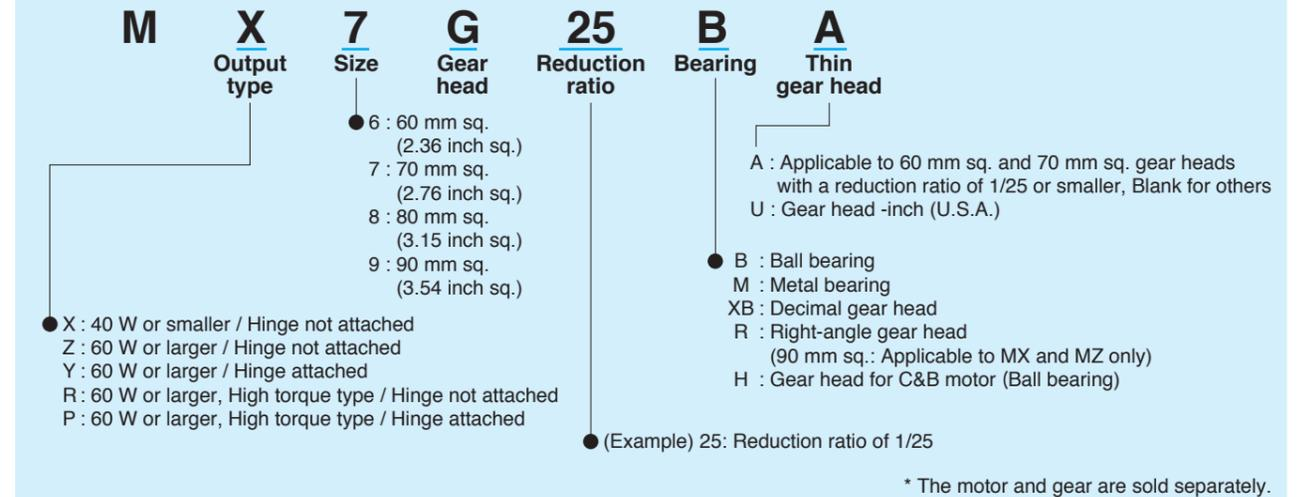 M X 7 G 25 B A
Output type
Size
Gear head
Reduction ratio
Bearing
Thin gear head
6 : 60 mm sq.
(2.36 inch sq.)
7 : 70 mm sq.
(2.76 inch sq.)
8 : 80 mm sq.
(3.15 inch sq.)
9 : 90 mm sq.
(3.54 inch sq.)
A : Applicable to 60 mm sq. and 70 mm sq. gear heads
with a reduction ratio of 1/25 or smaller, Blank for others
U : Gear head -inch (U.S.A.)
B : Ball bearing
M : Metal bearing
XB : Decimal gear head
R : Right-angle gear head
(90 mm sq.: Applicable to MX and MZ only)
H : Gear head for C&B motor (Ball bearing)
X : 40 W or smaller / Hinge not attached
Z : 60 W or larger / Hinge not attached
Y : 60 W or larger / Hinge attached
R : 60 W or larger, High torque type / Hinge not attached
P : 60 W or larger, High torque type / Hinge attached
(Example) 25: Reduction ratio of 1/25
* The motor and gear are sold separately.